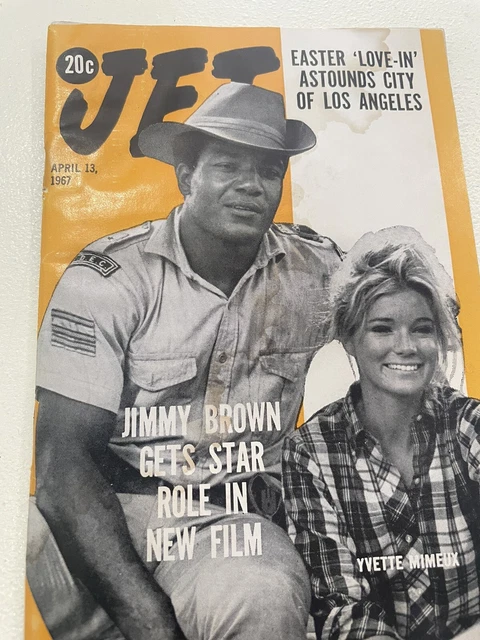 20c
JET
EASTER 'LOVE-IN'
ASTOUNDS CITY
OF LOS ANGELES
APRIL 13,
1967
JIMMY BROWN
GETS STAR
ROLE IN
NEW FILM
YVETTE MIMEUX